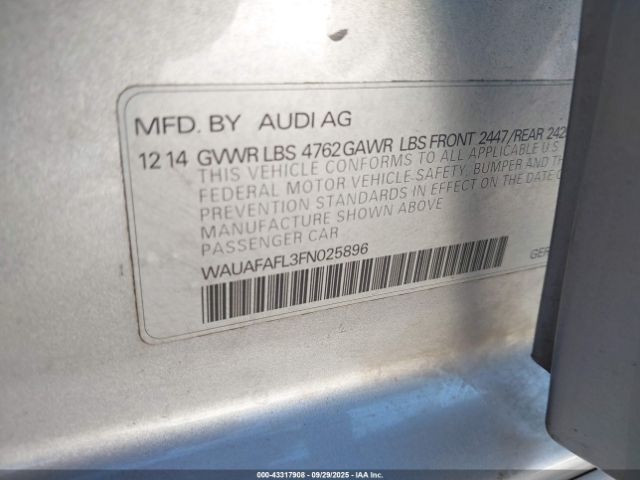 MFD. BY AUDI AG
12 14 GVWR LBS 4762 GAWR LBS FRONT 2447/REAR 242
THIS VEHICLE CONFORMS TO ALL APPLICABLE U.S
FEDERAL MOTOR VEHICLE-SAFETY, BUMPER AND
PREVENTION STANDARDS IN EFFECT ON THE DATE
MANUFACTURE SHOWN ABOVE
PASSENGER CAR
WAUAFAFL3FN025896
GER
000-43317908 - 09/29/2025 - IAA Inc.